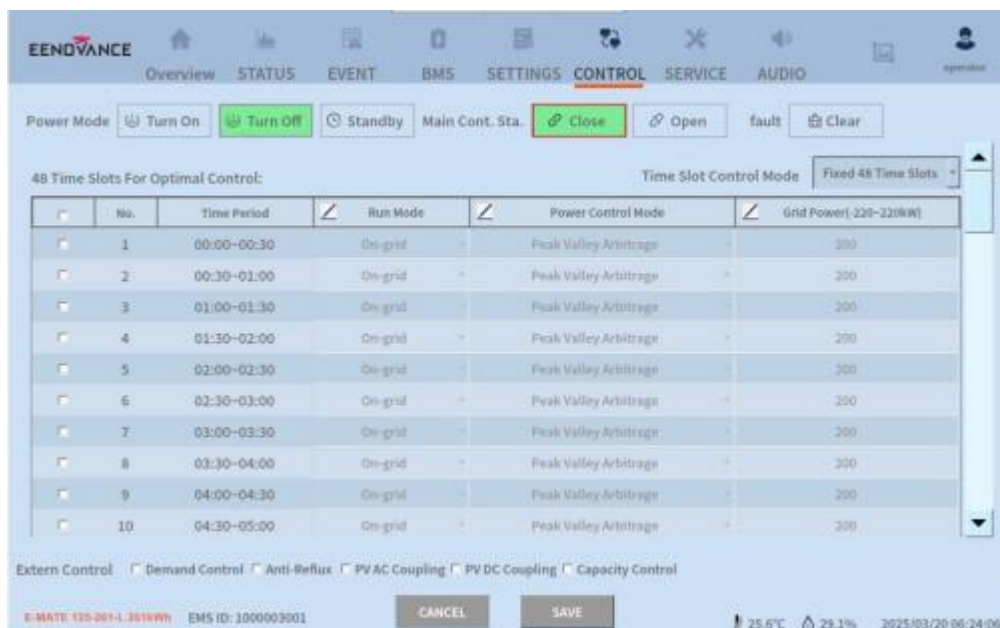 EENOVANCE
Overview STATUS EVENT BMS SETTINGS CONTROL SERVICE AUDIO operator
Power Mode Turn On Turn Off Standby Main Cont. Sta. Close Open fault Clear
48 Time Slots For Optimal Control: Time Slot Control Mode Fixed 48 Time Slots
No. Time Period Run Mode Power Control Mode Grid Power[-220~220kW]
1 00:00~00:30 On-grid Peak Valley Arbitrage 200
2 00:30~01:00 On-grid Peak Valley Arbitrage 200
3 01:00~01:30 On-grid Peak Valley Arbitrage 200
4 01:30~02:00 On-grid Peak Valley Arbitrage 200
5 02:00~02:30 On-grid Peak Valley Arbitrage 200
6 02:30~03:00 On-grid Peak Valley Arbitrage 200
7 03:00~03:30 On-grid Peak Valley Arbitrage 200
8 03:30~04:00 On-grid Peak Valley Arbitrage 200
9 04:00~04:30 On-grid Peak Valley Arbitrage 200
10 04:30~05:00 On-grid Peak Valley Arbitrage 200
Extern Control Demand Control Anti-Reflux PV AC Coupling PV DC Coupling Capacity Control
CANCEL SAVE
E-MATE EMS ID: 1000003001 25.6℃ 29.1% 2025/03/20 06:24:06